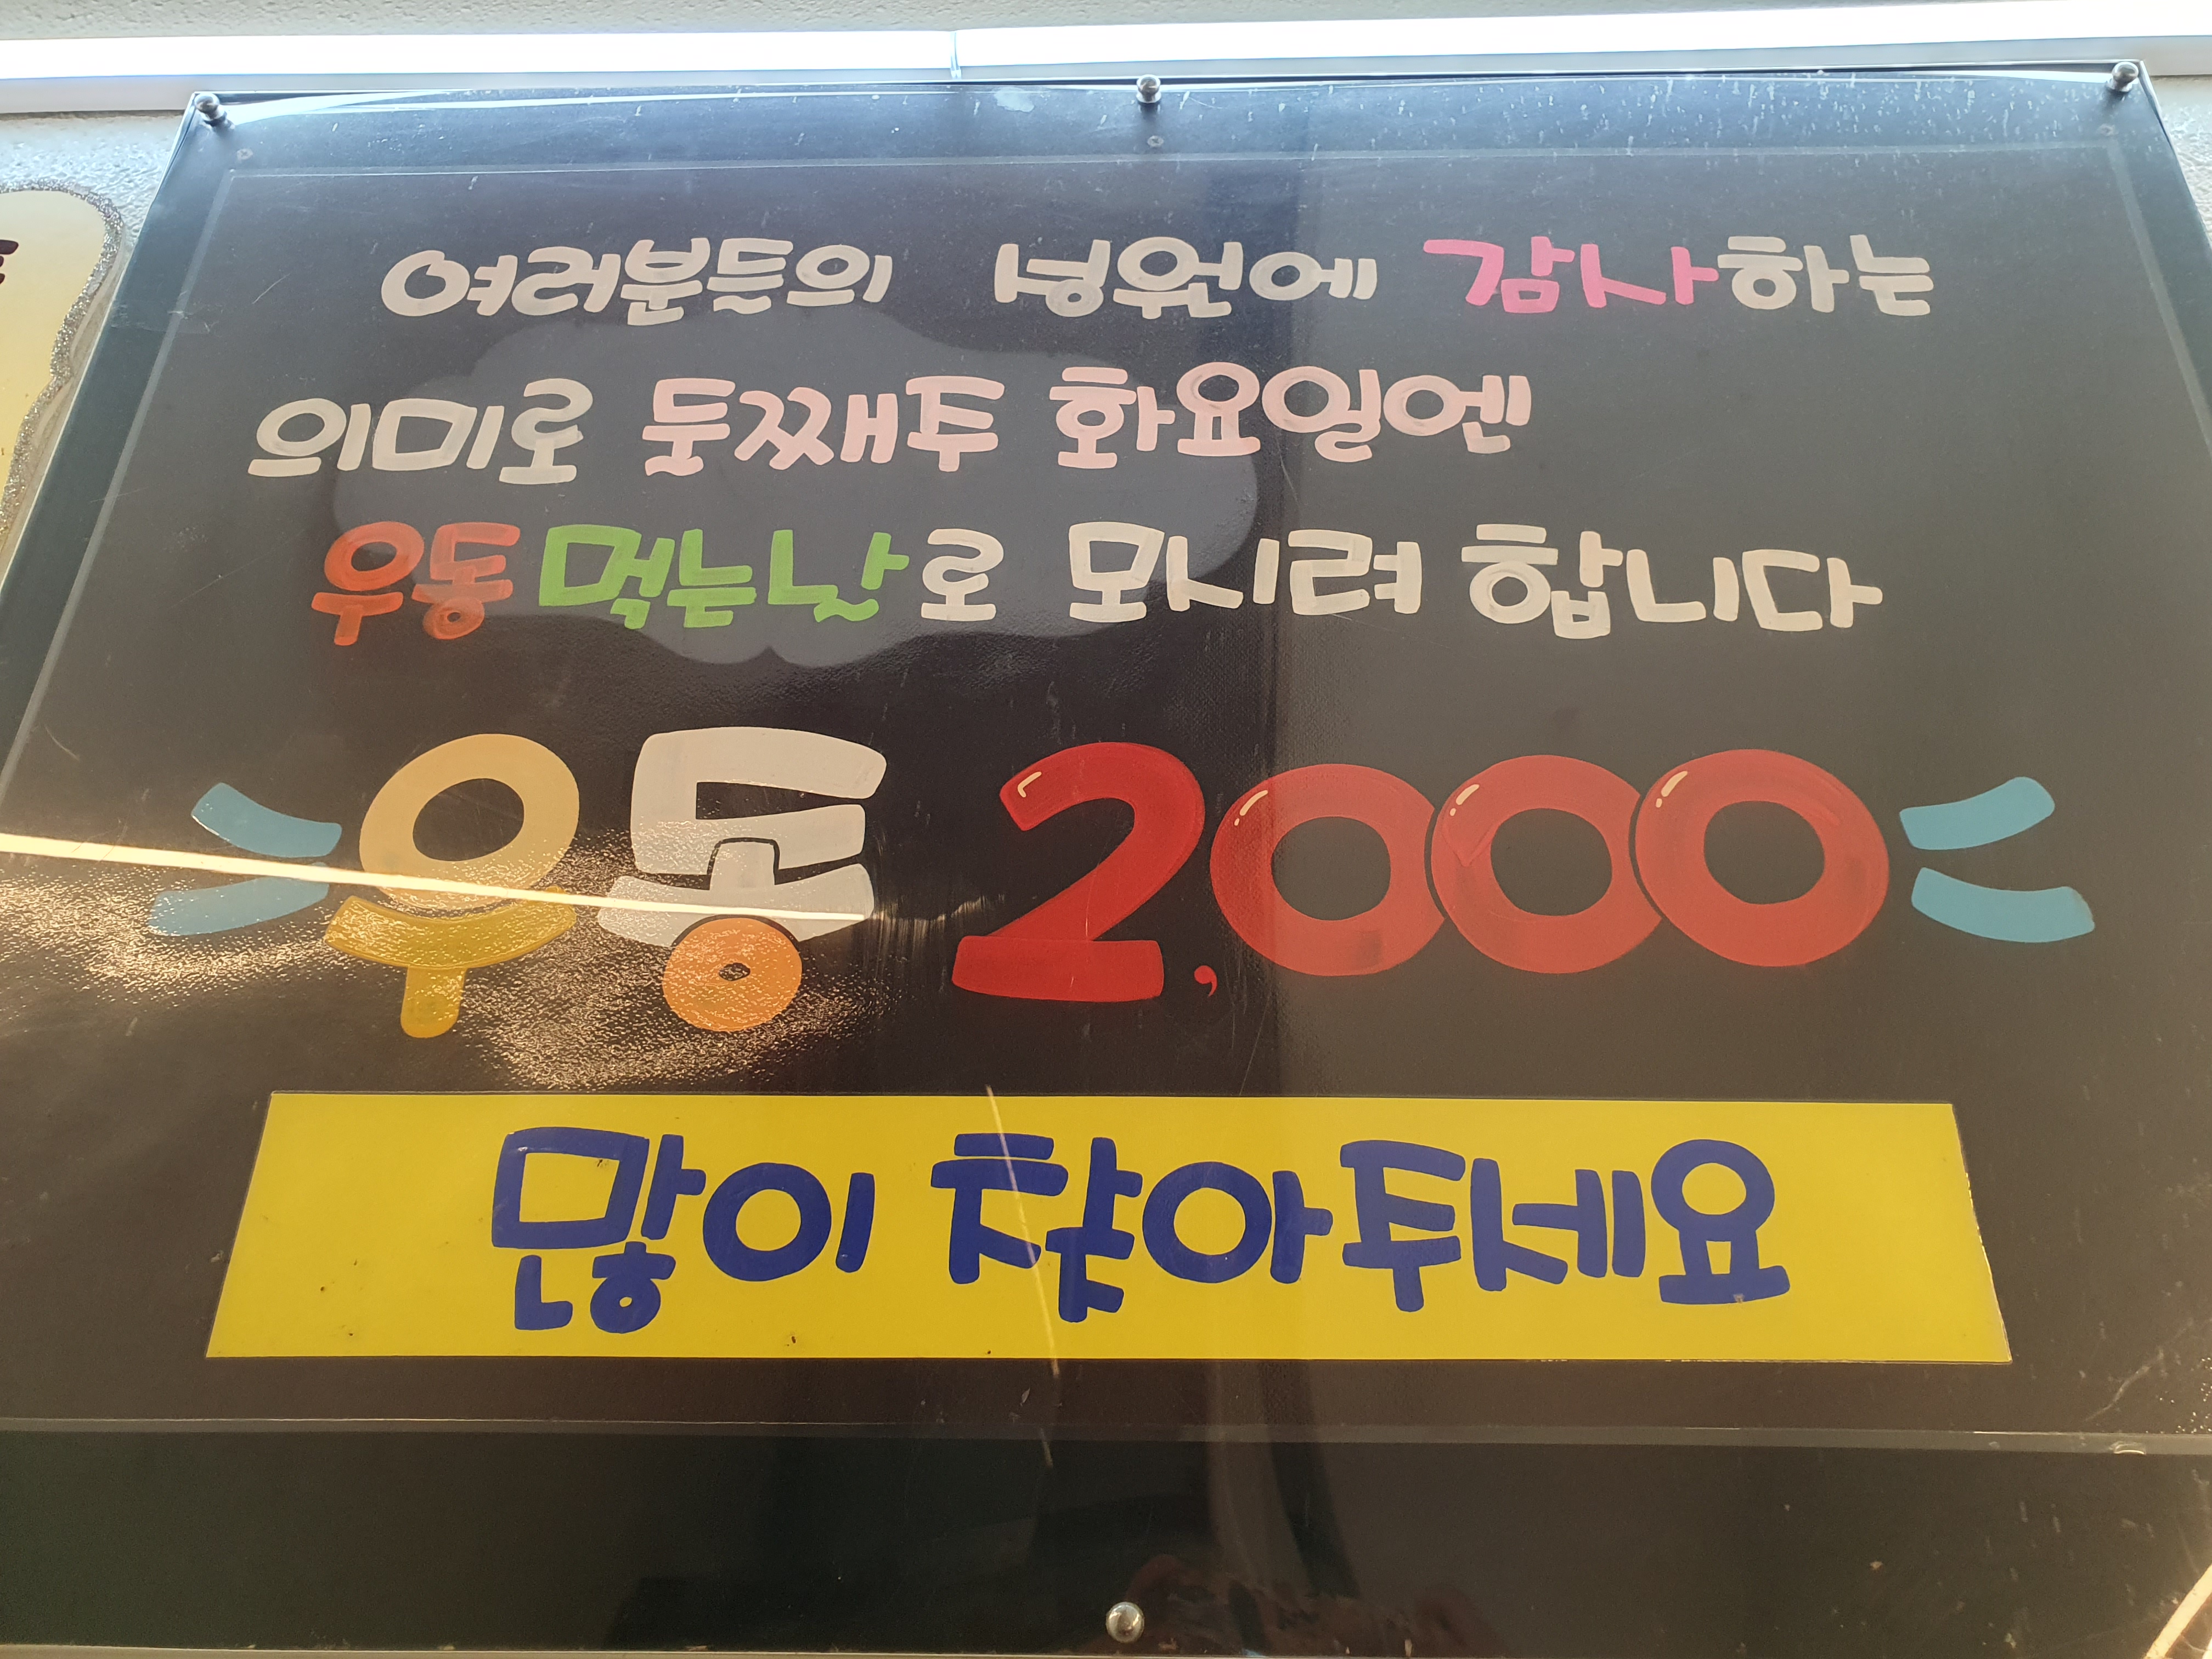 여러분들의 성원에 감사하는
의미로 둘째주 화요일엔
우동먹는날로 모시려 합니다
우동 2,000
많이 찾아주세요